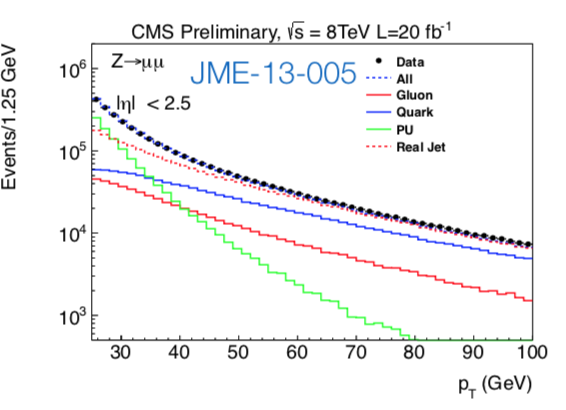 CMS Preliminary, √s = 8TeV L=20 fb⁻¹
Events/1.25 GeV
Z→μμ
JME-13-005
|η| < 2.5
Data
All
Gluon
Quark
PU
Real Jet
10⁶
10⁵
10⁴
10³
30 40 50 60 70 80 90 100
p_T (GeV)